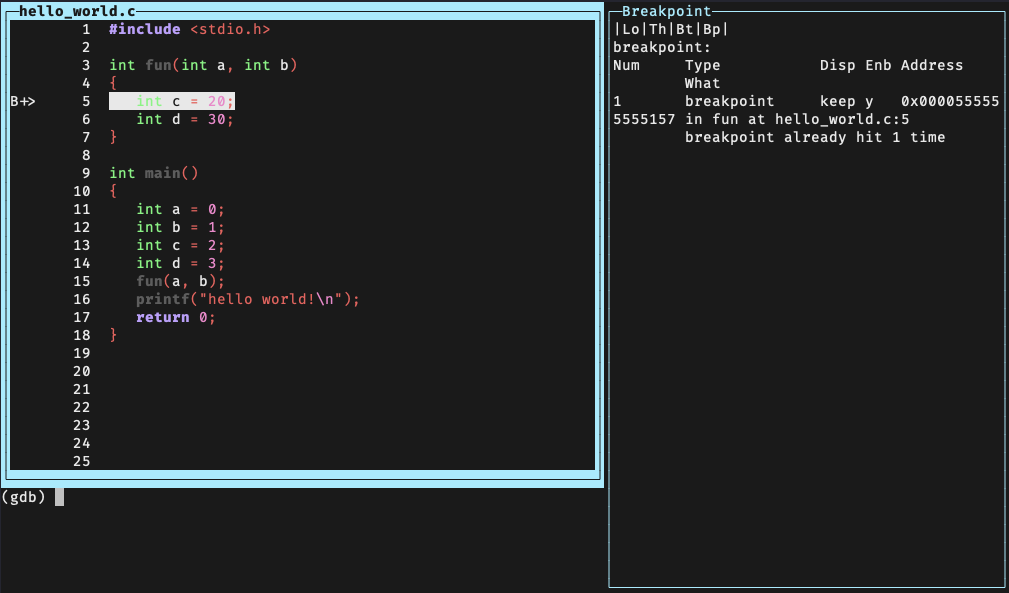 hello_world.c
1 #include <stdio.h>
2
3 int fun(int a, int b)
4 {
B+> 5    int c = 20;
6    int d = 30;
7 }
8
9 int main()
10 {
11    int a = 0;
12    int b = 1;
13    int c = 2;
14    int d = 3;
15    fun(a, b);
16    printf("hello world!\n");
17    return 0;
18 }
19
20
21
22
23
24
25
(gdb)
Breakpoint
|Lo|Th|Bt|Bp|
breakpoint:
Num     Type           Disp Enb Address
        What
1       breakpoint     keep y   0x000055555
5555157 in fun at hello_world.c:5
        breakpoint already hit 1 time